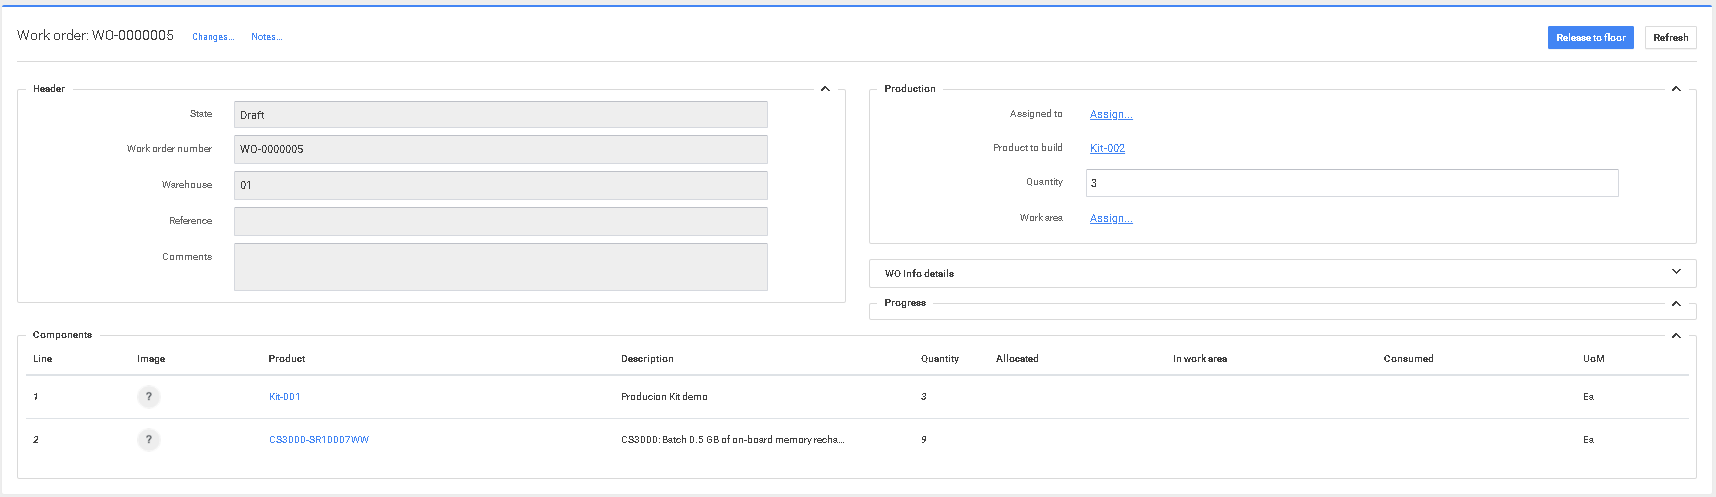 Work order: WO-0000005 Changes... Notes... Release to floor Refresh
Header
State Draft
Work order number WO-0000005
Warehouse 01
Reference
Comments
Production
Assigned to Assign...
Product to build Kit-002
Quantity 3
Work area Assign...
WO Info details
Progress
Components
Line Image Product Description Quantity Allocated In work area Consumed UoM
1 ? Kit-001 Producion Kit demo 3 Ea
2 ? CS3000-SR10007WW CS3000: Batch 0.5 GB of on-board memory recha... 9 Ea